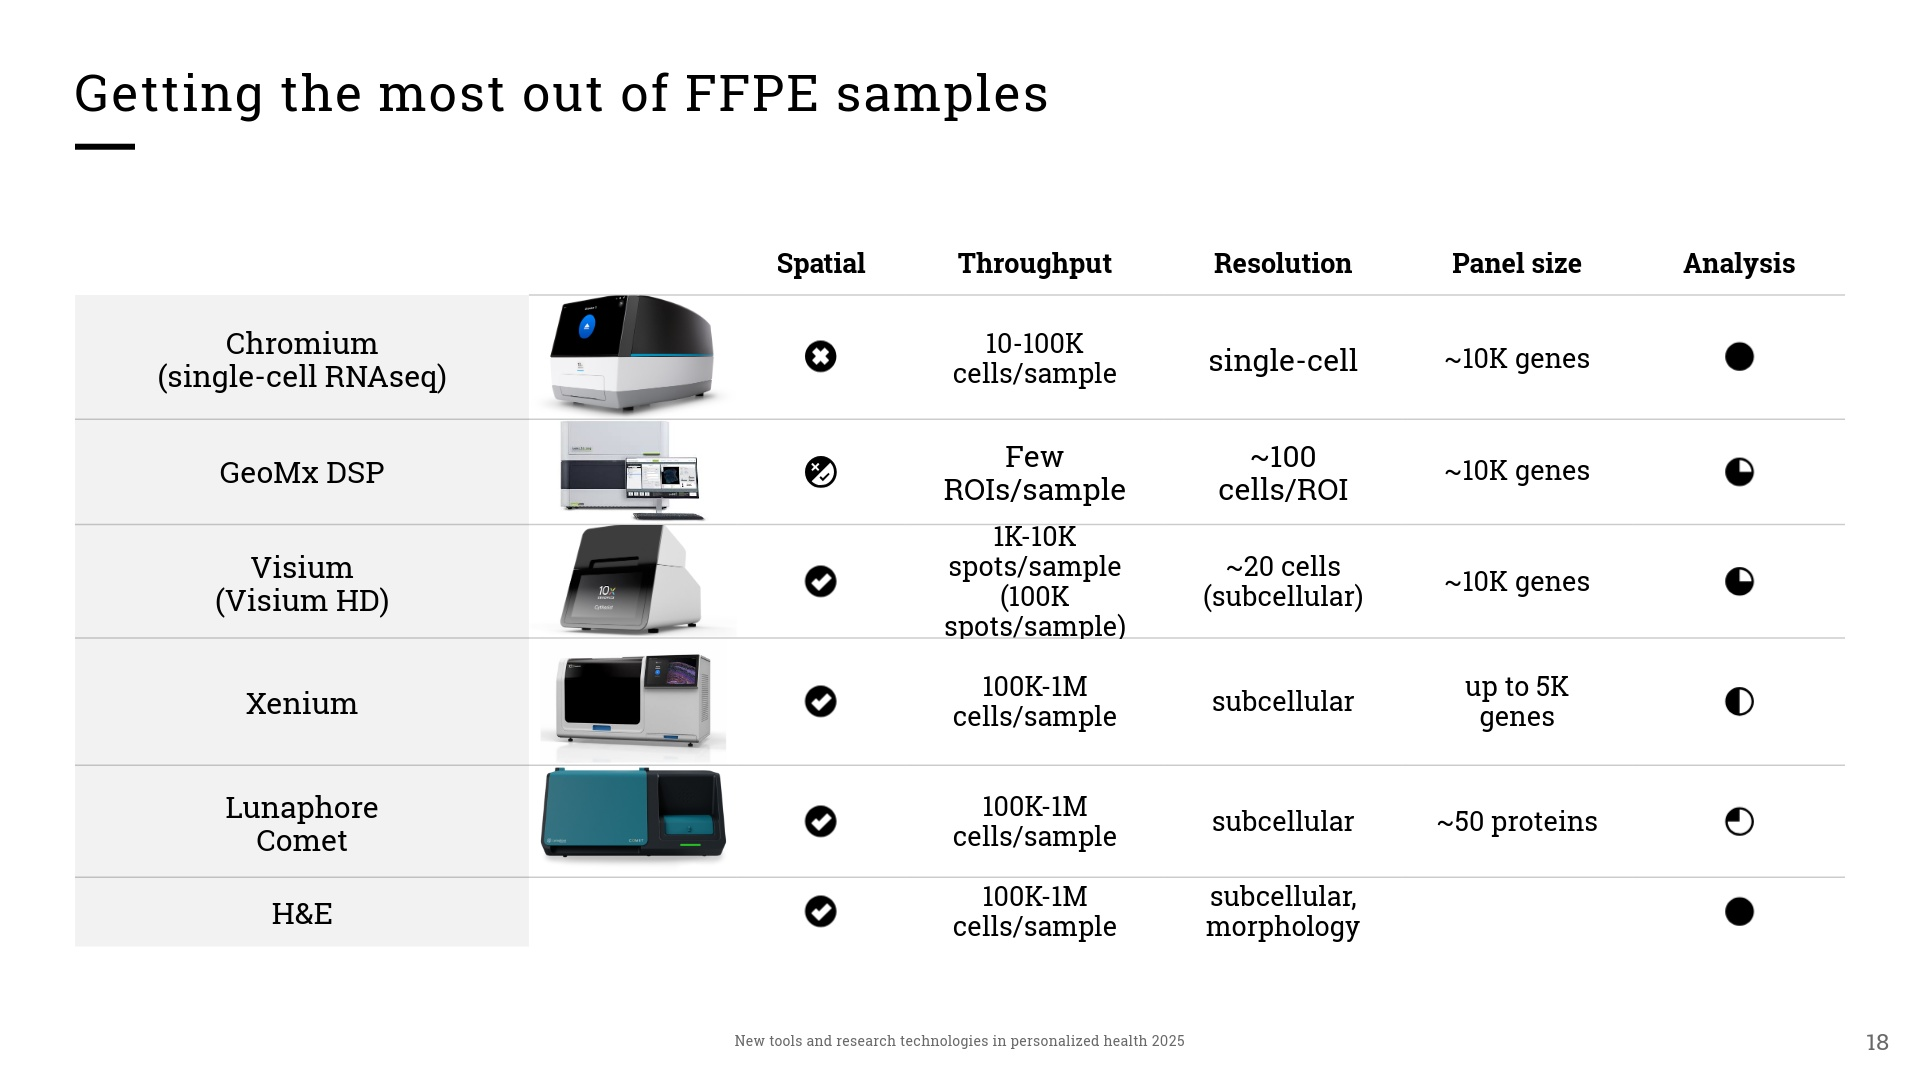 Getting the most out of FFPE samples
Spatial
Throughput
Resolution
Panel size
Analysis
Chromium
(single-cell RNAseq)
10-100K
cells/sample
single-cell
~10K genes
GeoMx DSP
Few
ROIs/sample
~100
cells/ROI
~10K genes
Visium
(Visium HD)
10x
1K-10K
spots/sample
(100K
spots/sample)
~20 cells
(subcellular)
~10K genes
Xenium
100K-1M
cells/sample
subcellular
up to 5K
genes
Lunaphore
Comet
100K-1M
cells/sample
subcellular
~50 proteins
H&E
100K-1M
cells/sample
subcellular,
morphology
New tools and research technologies in personalized health 2025
18